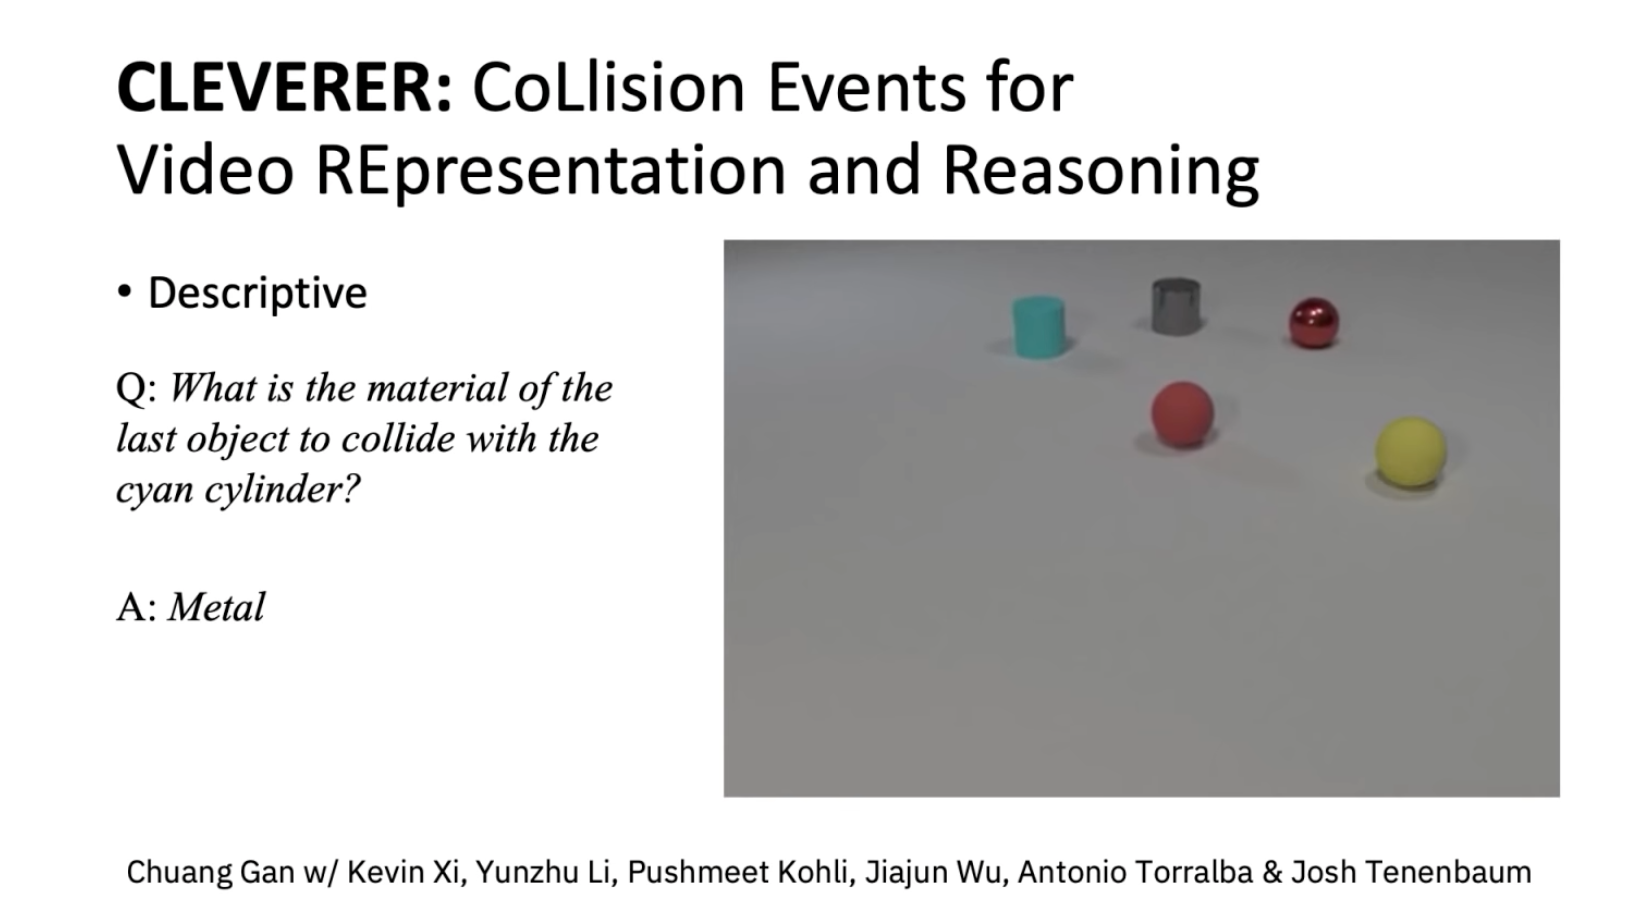 CLEVERER: CoLlision Events for
Video REpresentation and Reasoning
• Descriptive
Q: What is the material of the
last object to collide with the
cyan cylinder?
A: Metal
Chuang Gan w/ Kevin Xi, Yunzhu Li, Pushmeet Kohli, Jiajun Wu, Antonio Torralba & Josh Tenenbaum